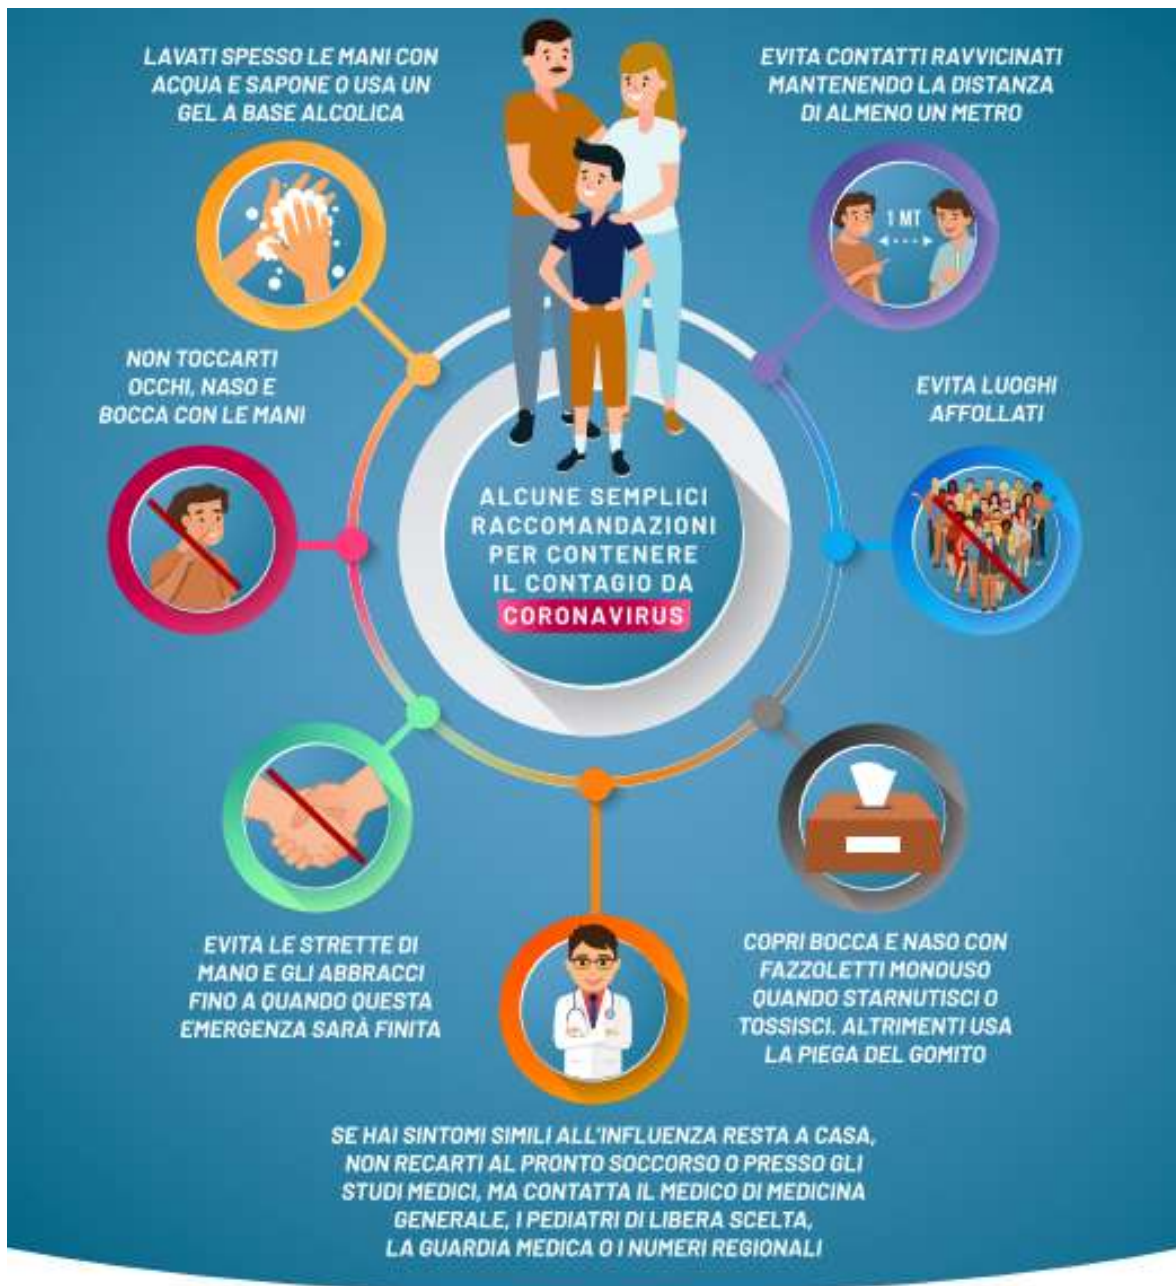 LAVATI SPESSO LE MANI CON
ACQUA E SAPONE O USA UN
GEL A BASE ALCOLICA
EVITA CONTATTI RAVVICINATI
MANTENENDO LA DISTANZA
DI ALMENO UN METRO
1 MT
NON TOCCARTI
OCCHI, NASO E
BOCCA CON LE MANI
EVITA LUOGHI
AFFOLLATI
ALCUNE SEMPLICI
RACCOMANDAZIONI
PER CONTENERE
IL CONTAGIO DA
CORONAVIRUS
EVITA LE STRETTE DI
MANO E GLI ABBRACCI
FINO A QUANDO QUESTA
EMERGENZA SARÀ FINITA
COPRI BOCCA E NASO CON
FAZZOLETTI MONOUSO
QUANDO STARNUTISCI O
TOSSISCI. ALTRIMENTI USA
LA PIEGA DEL GOMITO
SE HAI SINTOMI SIMILI ALL'INFLUENZA RESTA A CASA,
NON RECARTI AL PRONTO SOCCORSO O PRESSO GLI
STUDI MEDICI, MA CONTATTA IL MEDICO DI MEDICINA
GENERALE, I PEDIATRI DI LIBERA SCELTA,
LA GUARDIA MEDICA O I NUMERI REGIONALI